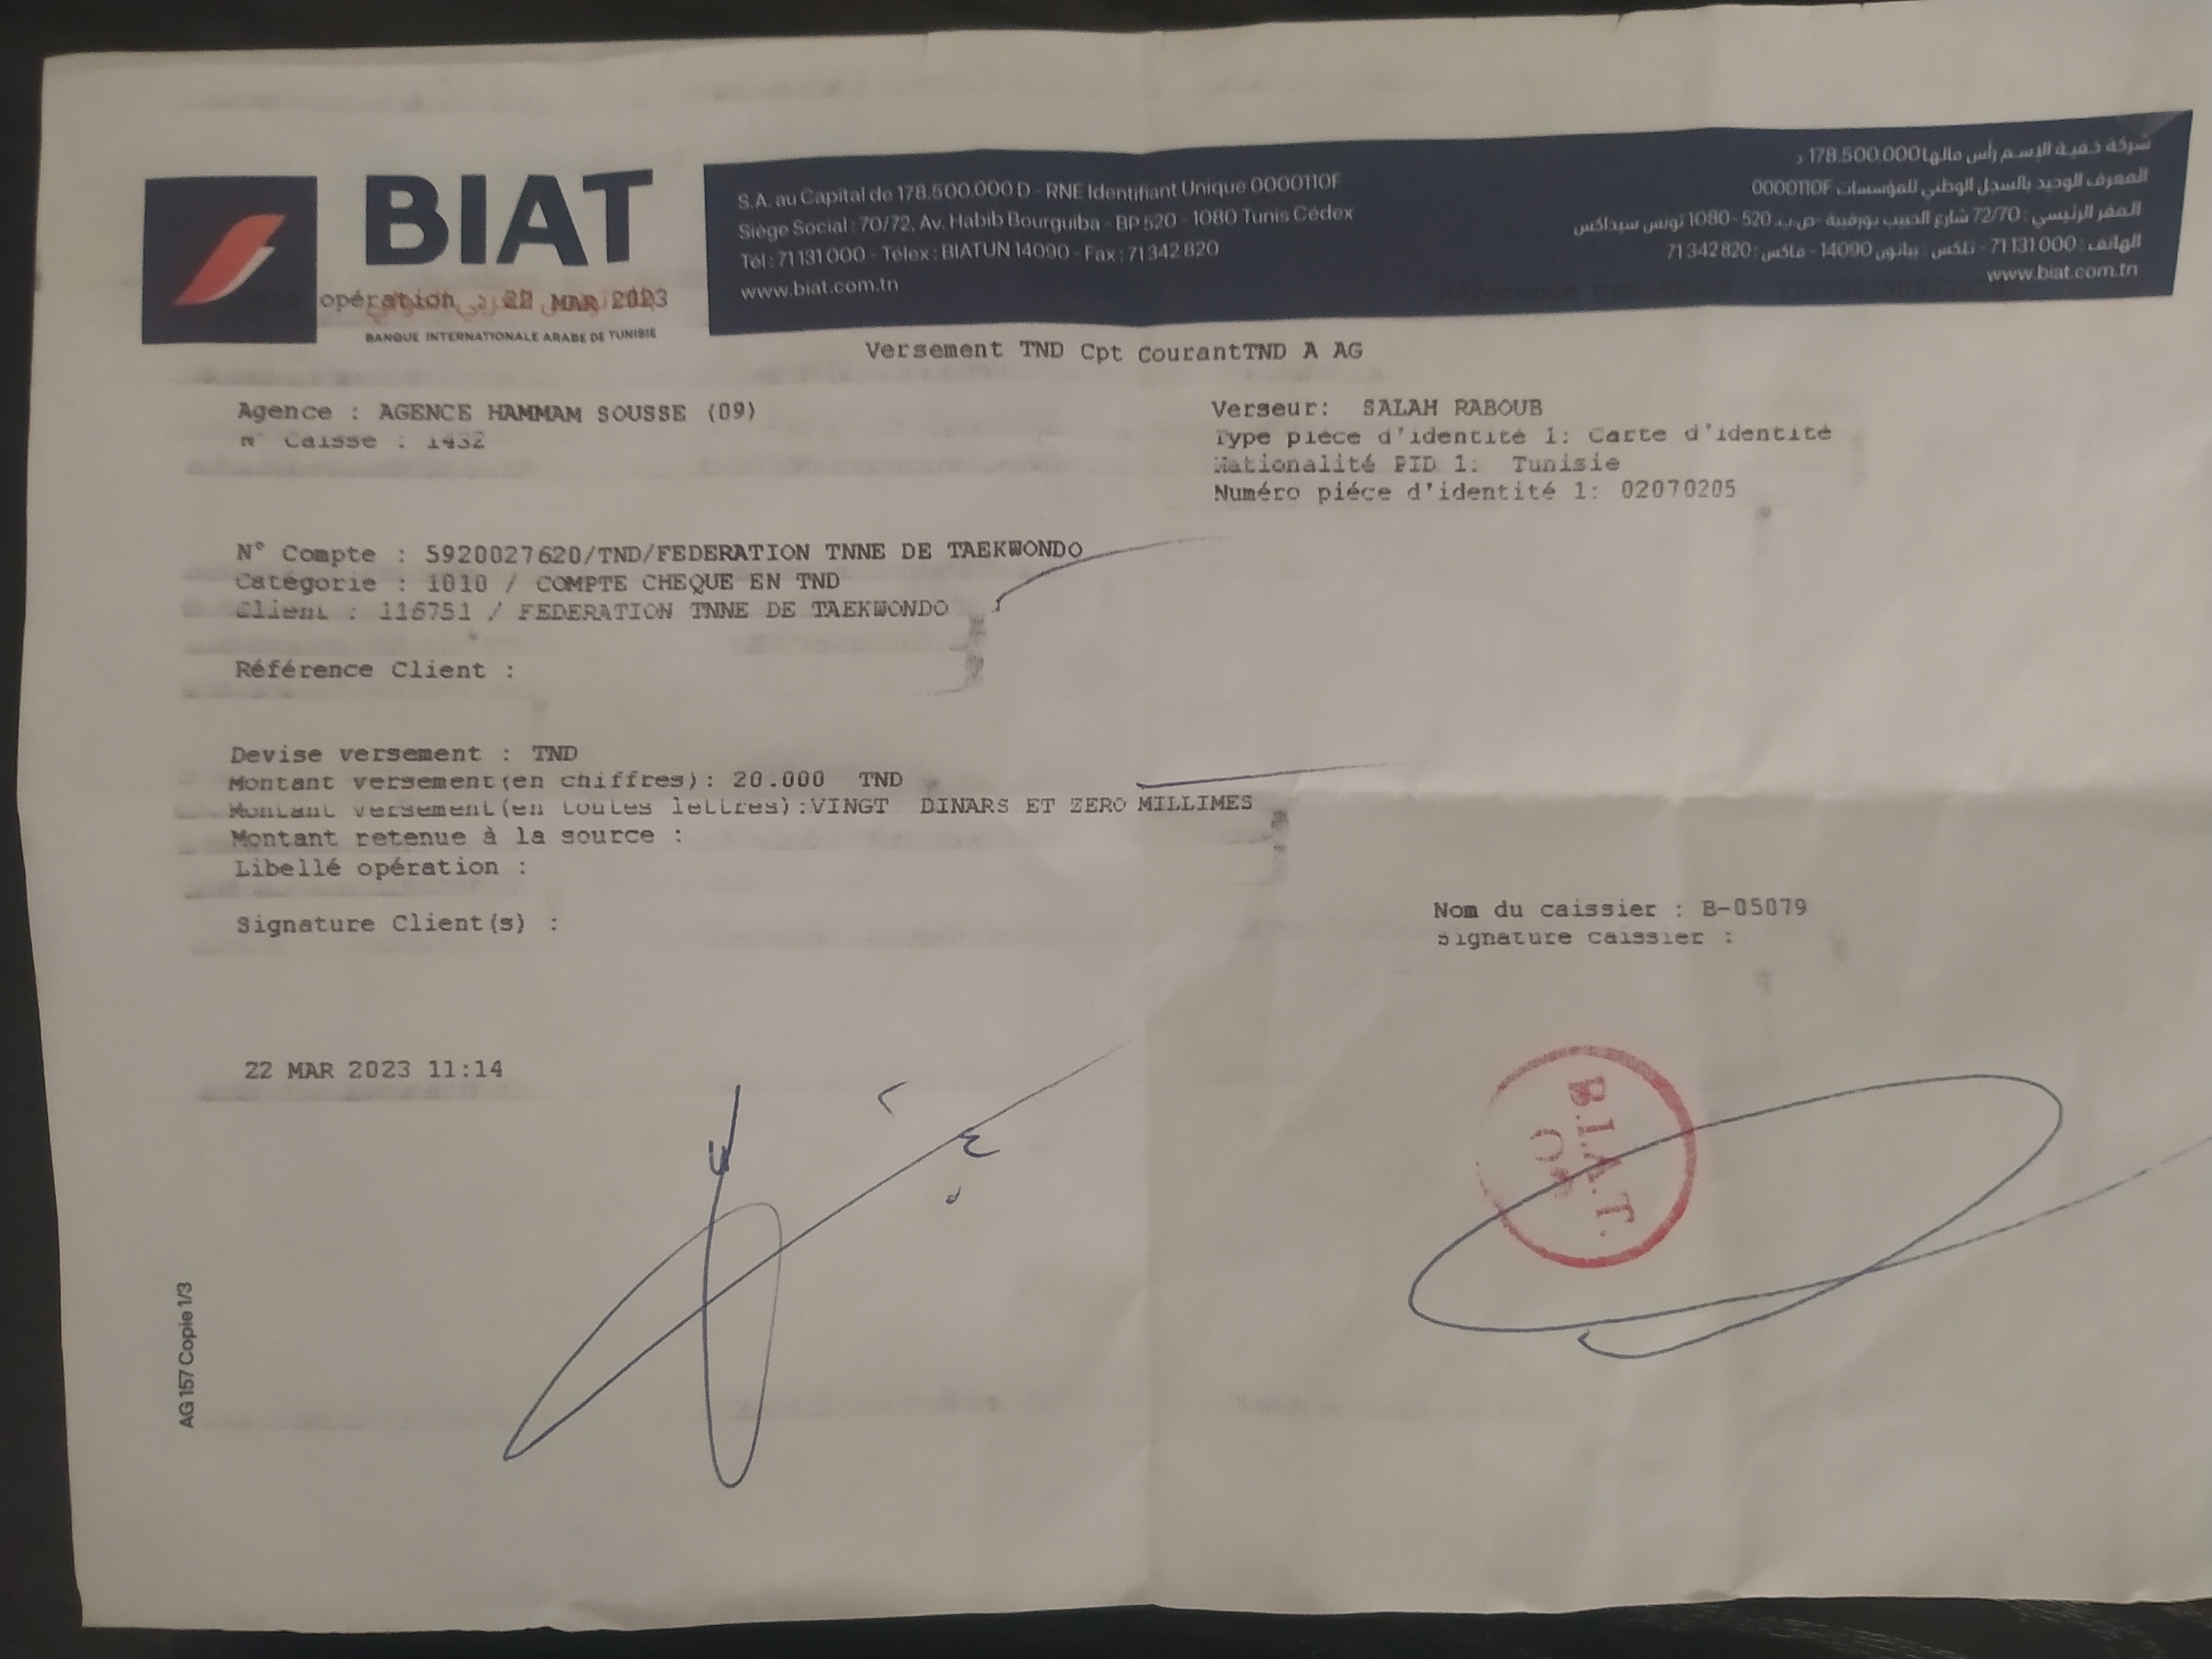 BIAT
opération : 22 MAR 2023
BANQUE INTERNATIONALE ARABE DE TUNISIE
S.A. au Capital de 178.500.000 D - RNE Identifiant Unique 0000110F
Siège Social : 70/72, Av. Habib Bourguiba - BP 520 - 1080 Tunis Cédex
Tél : 71 131 000 - Télex : BIATUN 14090 - Fax : 71 342 820
www.biat.com.tn
شركة خفية الإسم رأس مالها 178.500.000 د
المعرف الوحيد بالسجل الوطني للمؤسسات 0000110F
المقر الرئيسي : 72/70 شارع الحبيب بورقيبة -ص.ب. 520 - 1080 تونس سيداكس
الهاتف : 71 131 000 - تلكس : بياتون 14090 - فاكس : 71 342 820
www.biat.com.tn
Versement TND Cpt CourantTND A AG
Agence : AGENCE HAMMAM SOUSSE (09)
N° Caisse : 1432
Verseur: SALAH RABOUB
Type piéce d'identité 1: Carte d'identité
Nationalité PID 1: Tunisie
Numéro piéce d'identité 1: 02070205
N° Compte : 5920027620/TND/FEDERATION TNNE DE TAEKWONDO
Catégorie : 1010 / COMPTE CHEQUE EN TND
Client : 116751 / FEDERATION TNNE DE TAEKWONDO
Référence Client :
Devise versement : TND
Montant versement(en chiffres): 20.000 TND
Montant versement(en toutes lettres):VINGT DINARS ET ZERO MILLIMES
Montant retenue à la source :
Libellé opération :
Signature Client(s) :
Nom du caissier : B-05079
Signature caissier :
22 MAR 2023 11:14
B.I.A.T.
AG 157 Copie 1/3